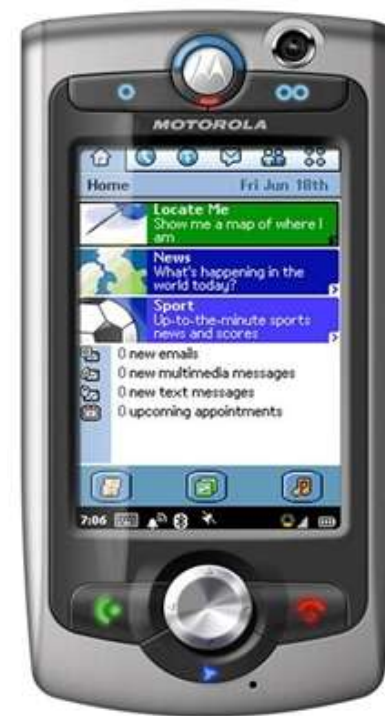 MOTOROLA
Home Fri Jun 18th
Locate Me
Show me a map of where I
am
News
What's happening in the
world today?
Sport
Up-to-the-minute sports
news and scores
0 new emails
0 new multimedia messages
0 new text messages
0 upcoming appointments
7:06